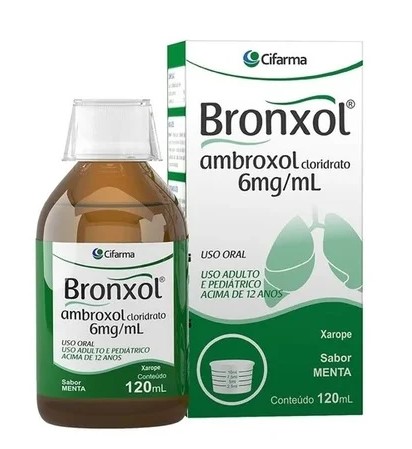 Cifarma
Bronxol®
ambroxol cloridrato
6mg/mL
USO ORAL
USO ADULTO
E PEDIÁTRICO
ACIMA DE 12 ANOS
Xarope
Sabor
MENTA
Conteúdo 120mL
Cifarma
Bronxol®
ambroxol cloridrato
6mg/mL
USO ORAL
USO ADULTO E PEDIÁTRICO
ACIMA DE 12 ANOS
Sabor
MENTA
Xarope
Conteúdo
120mL